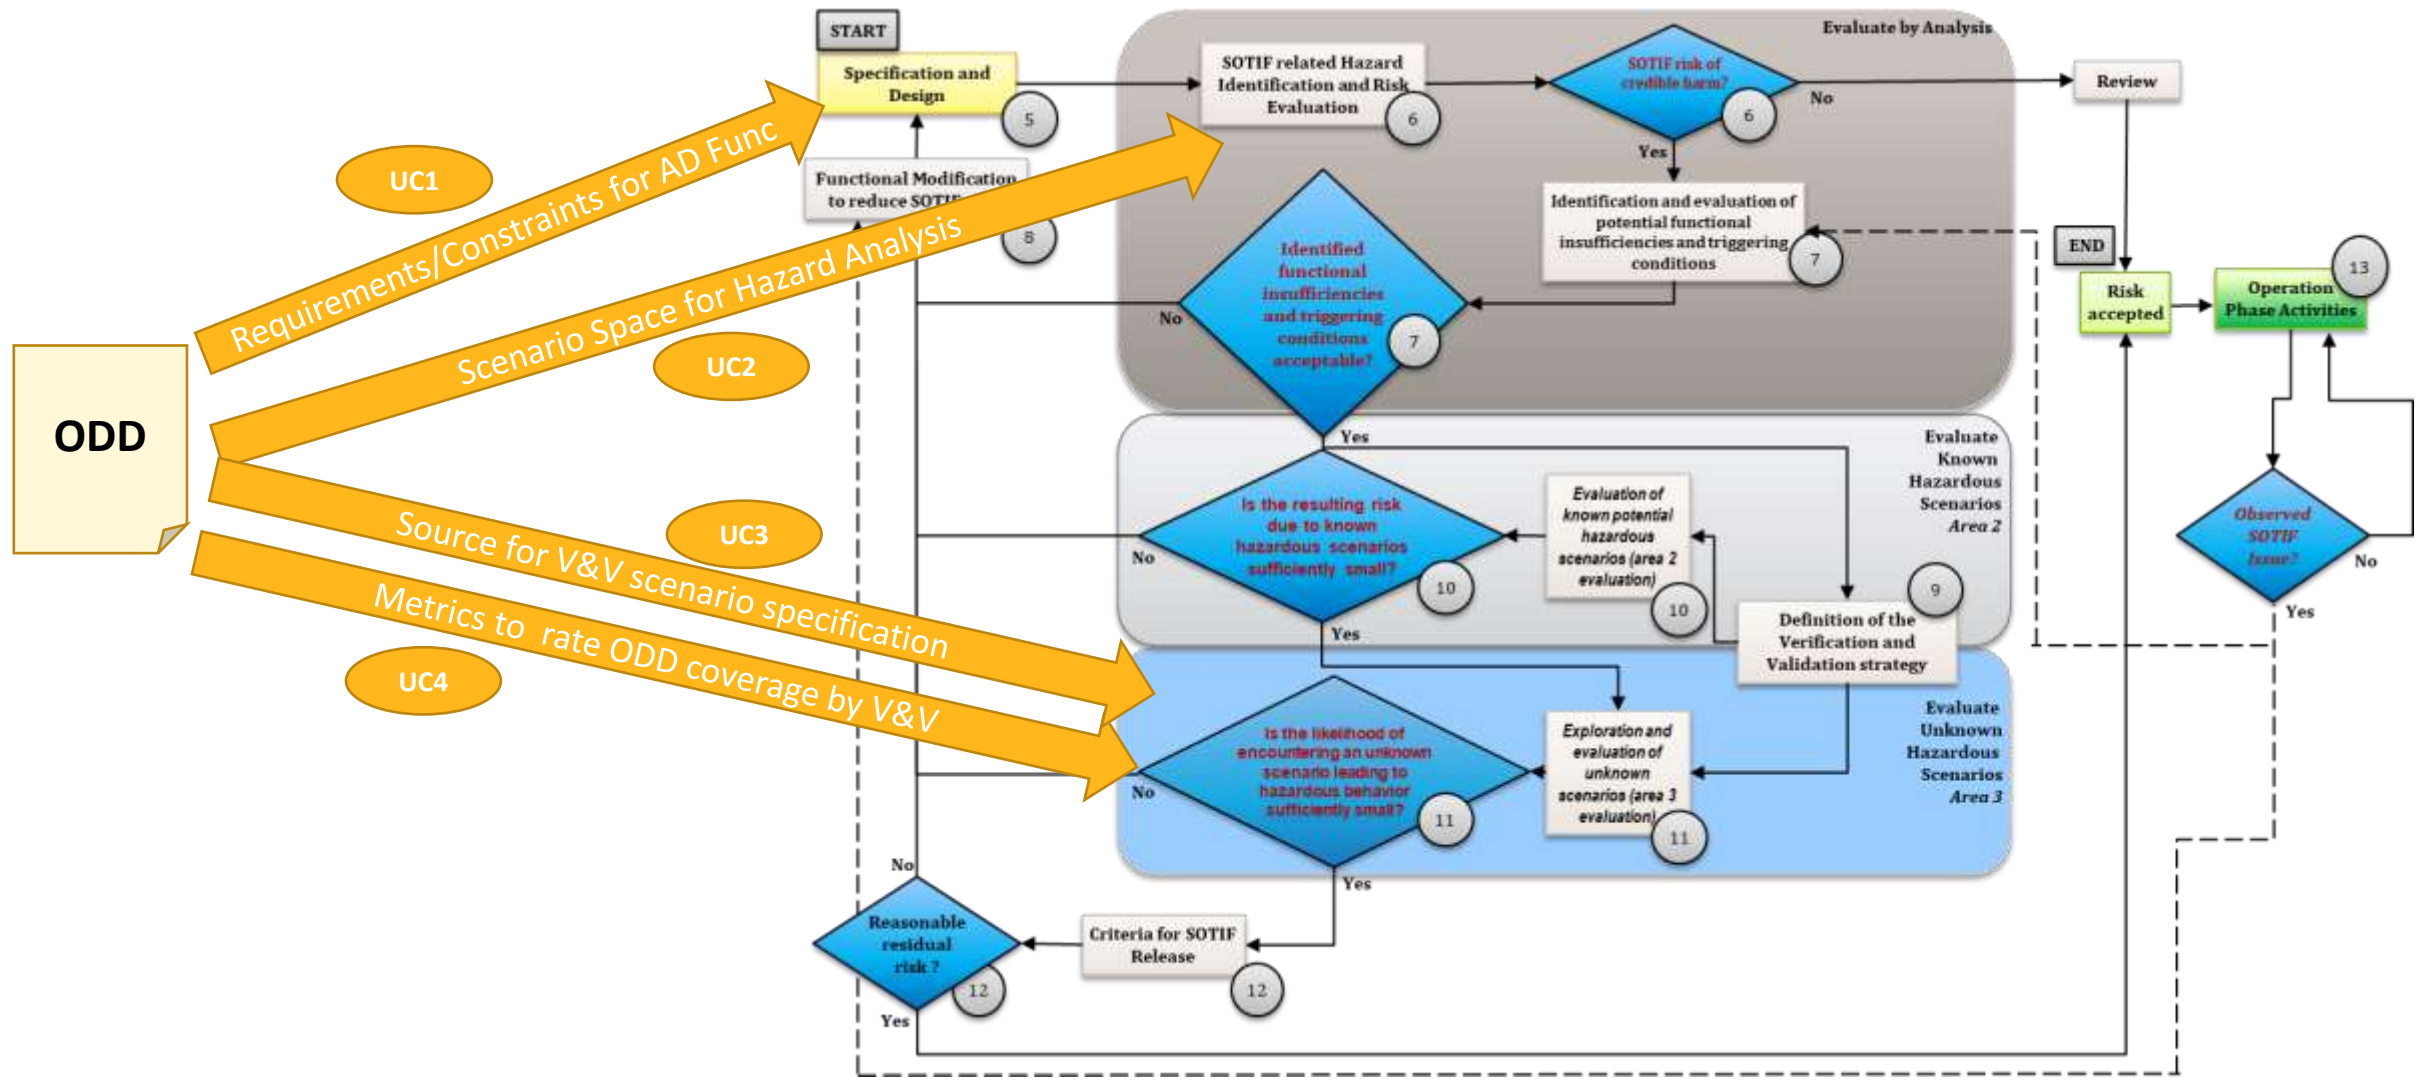 START
Specification and
Design
5
Functional Modification
to reduce SOTIF
8
ODD
UC1
Requirements/Constraints for AD Func
UC2
Scenario Space for Hazard Analysis
UC3
Source for V&V scenario specification
UC4
Metrics to rate ODD coverage by V&V
Evaluate by Analysis
SOTIF related Hazard
Identification and Risk
Evaluation
6
SOTIF risk of
credible harm?
6
No
Yes
Review
Identification and evaluation of
potential functional
insufficiencies and triggering
conditions
7
Identified
functional
insufficiencies
and triggering
conditions
acceptable?
7
No
Yes
END
Risk
accepted
Operation
Phase Activities
13
Observed
SOTIF
Issue?
No
Yes
Evaluate
Known
Hazardous
Scenarios
Area 2
Is the resulting risk
due to known
hazardous scenarios
sufficiently small?
10
No
Yes
Evaluation of
known potential
hazardous
scenarios (area 2
evaluation)
10
9
Definition of the
Verification and
Validation strategy
Evaluate
Unknown
Hazardous
Scenarios
Area 3
Is the likelihood of
encountering an unknown
scenario leading to
hazardous behavior
sufficiently small?
11
No
Yes
Exploration and
evaluation of
unknown
scenarios (area 3
evaluation)
11
Criteria for SOTIF
Release
12
No
Reasonable
residual
risk ?
12
Yes